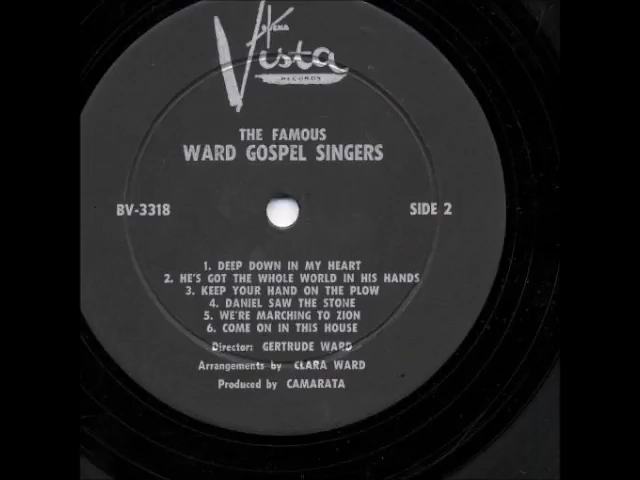 BUENA
Vista
RECORDS
THE FAMOUS
WARD GOSPEL SINGERS
BV-3318
SIDE 2
1. DEEP DOWN IN MY HEART
2. HE'S GOT THE WHOLE WORLD IN HIS HANDS
3. KEEP YOUR HAND ON THE PLOW
4. DANIEL SAW THE STONE
5. WE'RE MARCHING TO ZION
6. COME ON IN THIS HOUSE
Director: GERTRUDE WARD
Arrangements by CLARA WARD
Produced by CAMARATA